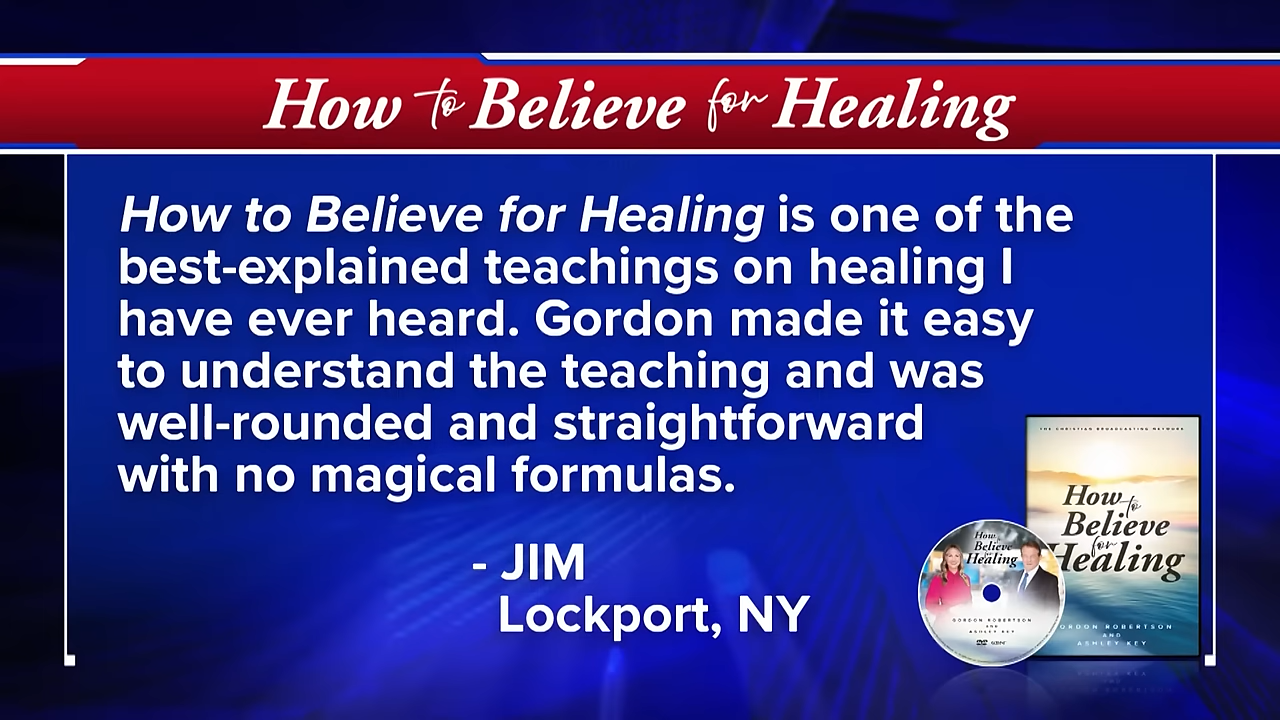 How to Believe for Healing
How to Believe for Healing is one of the
best-explained teachings on healing I
have ever heard. Gordon made it easy
to understand the teaching and was
well-rounded and straightforward
with no magical formulas.
- JIM
Lockport, NY
THE CHRISTIAN BROADCASTING NETWORK
How to
Believe
for
Healing
ORDON ROBERTSON
AND
ASHLEY KEY
How
Believe
for
Healing
GORDON ROBERTSON
AND
ASHLEY KEY
DVD